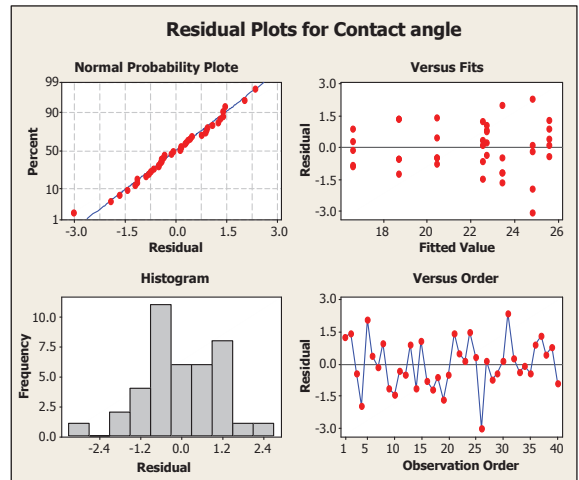 Residual Plots for Contact angle
Normal Probability Plote
99
90
50
10
1
Percent
-3.0 -1.5 0.0 1.5 3.0
Residual
Versus Fits
3.0
1.5
0.0
-1.5
-3.0
Residual
18 20 22 24 26
Fitted Value
Histogram
10.0
7.5
5.0
2.5
0.0
Frequency
-2.4 -1.2 0.0 1.2 2.4
Residual
Versus Order
3.0
1.5
0.0
-1.5
-3.0
Residual
1 5 10 15 20 25 30 35 40
Observation Order